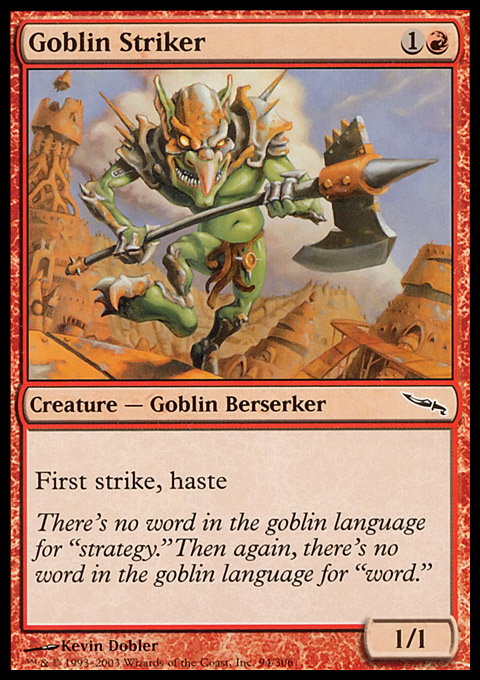 Goblin Striker 1
Creature — Goblin Berserker
First strike, haste
There's no word in the goblin language
for “strategy.” Then again, there's no
word in the goblin language for “word.”
Kevin Dobler
1/1
™ & © 1993–2003 Wizards of the Coast, Inc. 94/306